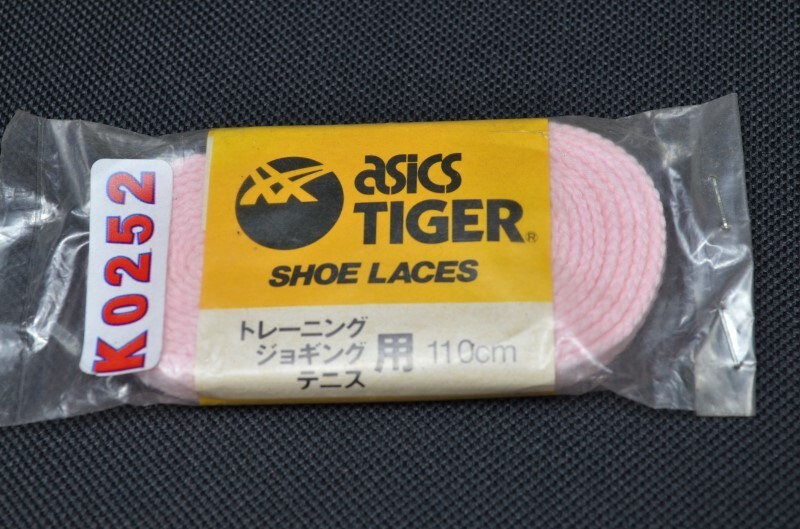 K0252
asics
TIGER®
SHOE LACES
トレーニング
ジョギング用 110cm
テニス